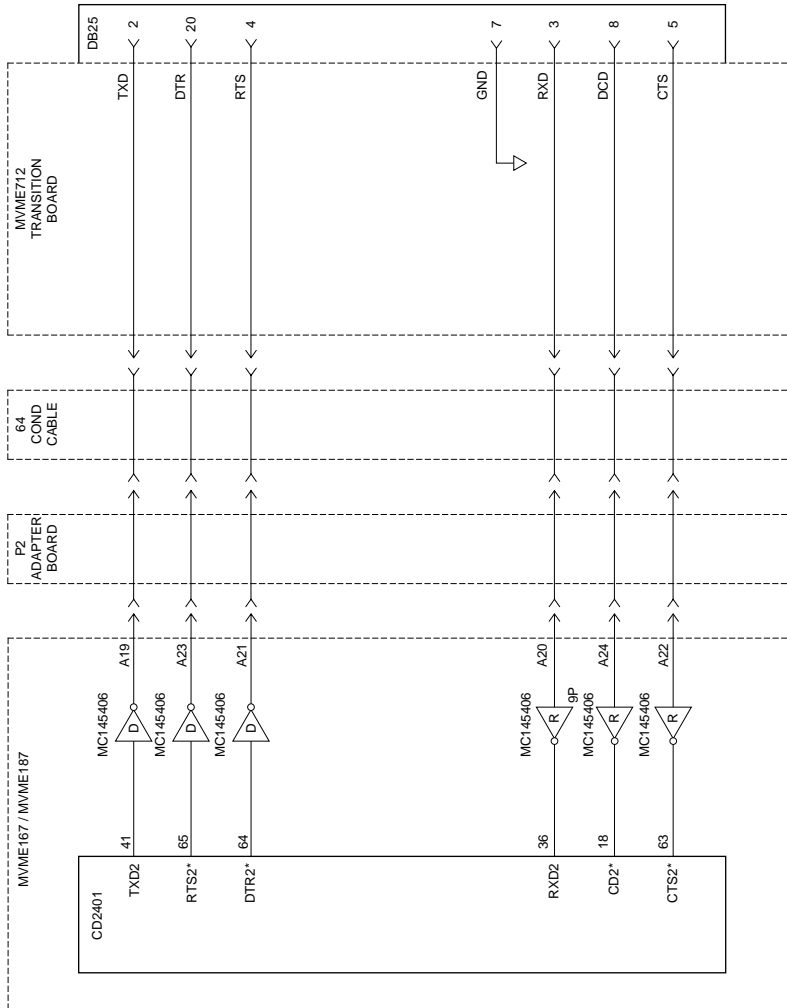 MVME167 / MVME187
P2
ADAPTER
BOARD
64
COND
CABLE
MVME712
TRANSITION
BOARD
CD2401
DB25
TXD2
41
MC145406
D
A19
TXD
2
RTS2*
65
MC145406
D
A23
DTR
20
DTR2*
64
MC145406
D
A21
RTS
4
GND
7
RXD2
36
MC145406
R
9P
A20
RXD
3
CD2*
18
MC145406
R
A24
DCD
8
CTS2*
63
MC145406
R
A22
CTS
5